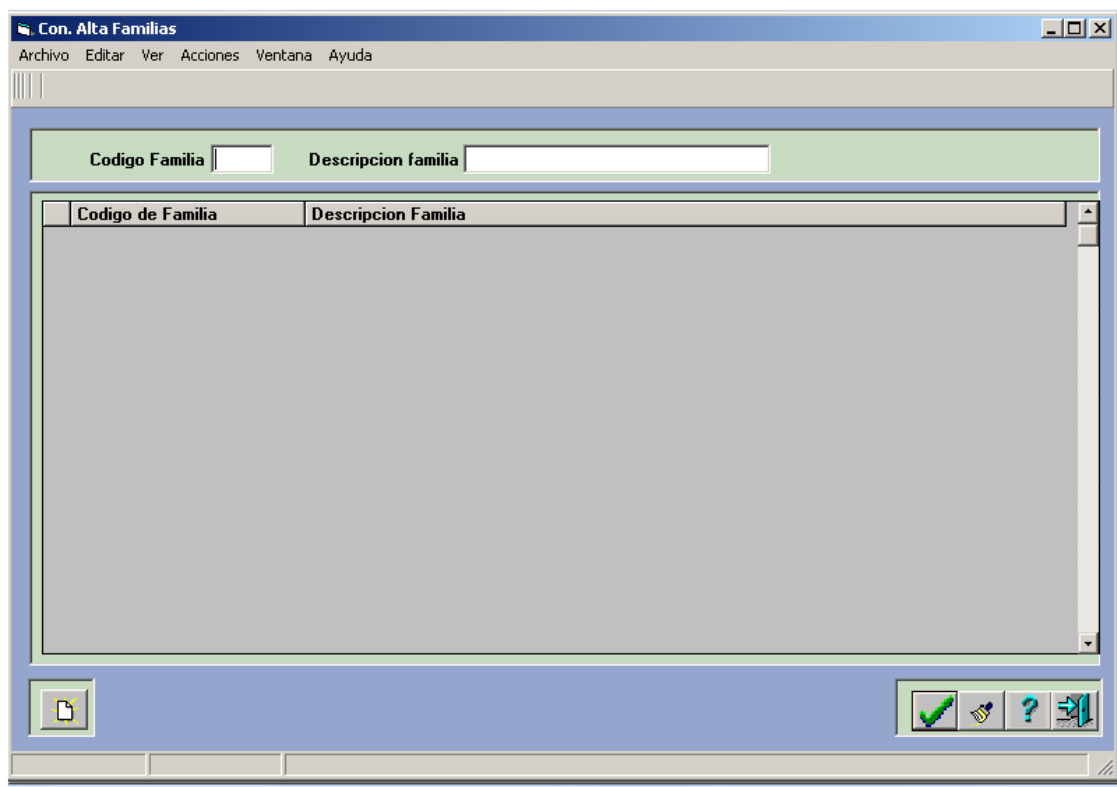 Con. Alta Familias
Archivo Editar Ver Acciones Ventana Ayuda
Codigo Familia Descripcion familia
Codigo de Familia Descripcion Familia
?